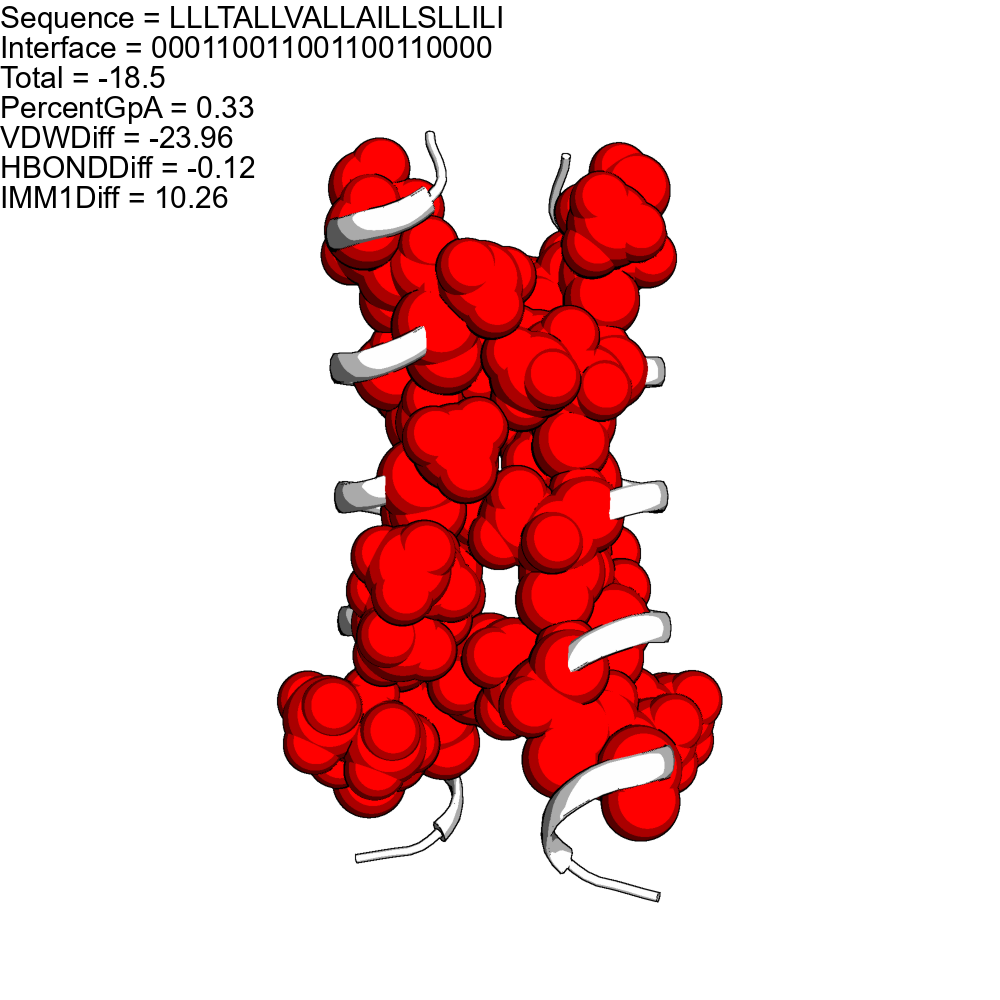 Sequence = LLLTALLVALLAILLSLLILI
Interface = 000110011001100110000
Total = -18.5
PercentGpA = 0.33
VDWDiff = -23.96
HBONDDiff = -0.12
IMM1Diff = 10.26